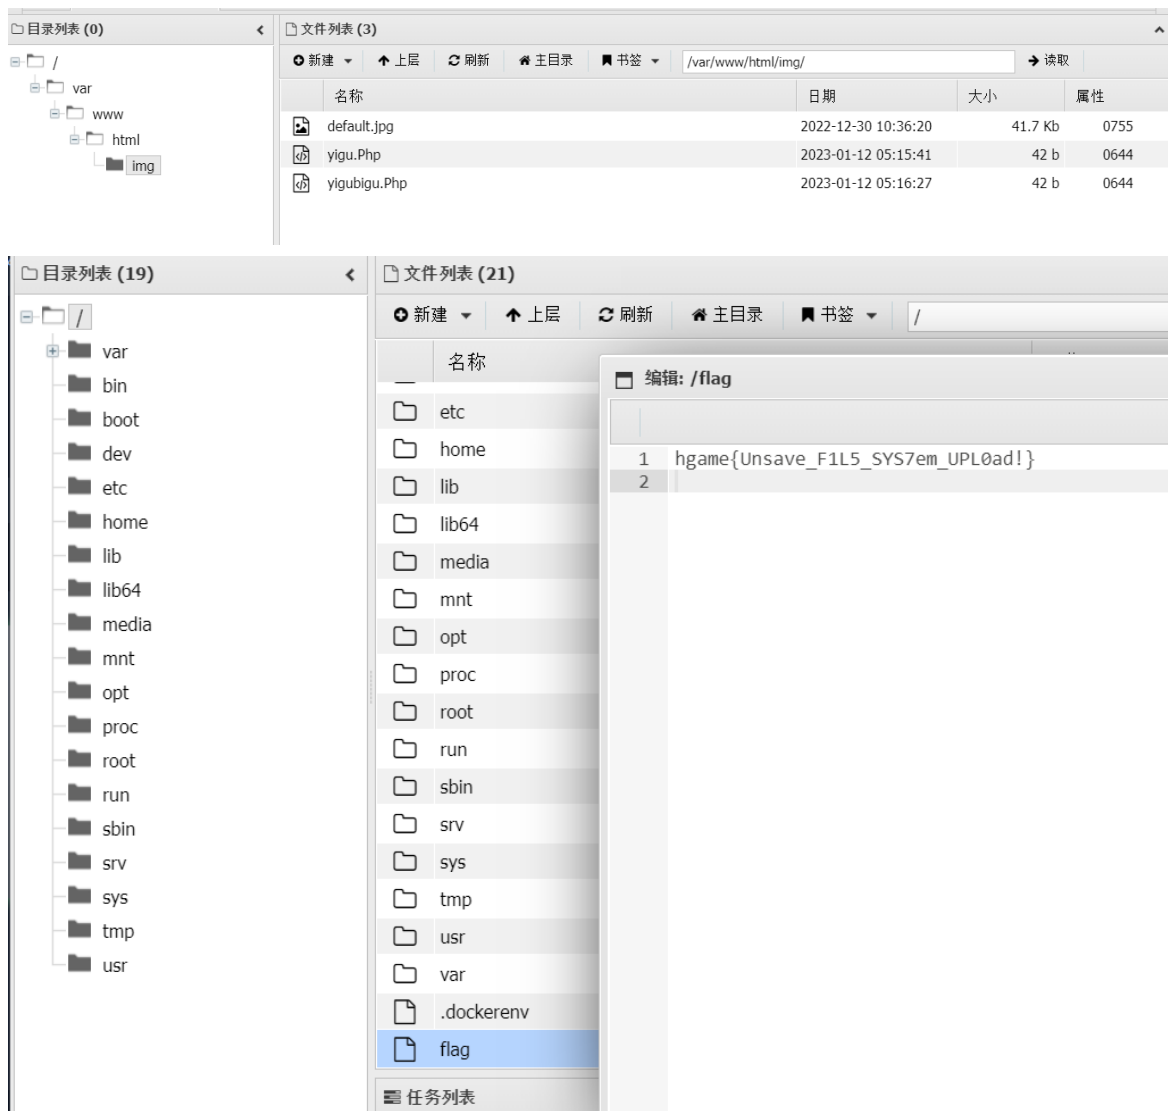 目录列表 (0)
文件列表 (3)
新建 上层 刷新 主目录 书签 /var/www/html/img/ 读取
/
var
www
html
img
名称 日期 大小 属性
default.jpg 2022-12-30 10:36:20 41.7 Kb 0755
yigu.Php 2023-01-12 05:15:41 42 b 0644
yigubigu.Php 2023-01-12 05:16:27 42 b 0644
目录列表 (19)
/
var
bin
boot
dev
etc
home
lib
lib64
media
mnt
opt
proc
root
run
sbin
srv
sys
tmp
usr
文件列表 (21)
新建 上层 刷新 主目录 书签 /
名称
etc
home
lib
lib64
media
mnt
opt
proc
root
run
sbin
srv
sys
tmp
usr
var
.dockerenv
flag
任务列表
编辑: /flag
1 hgame{Unsave_F1L5_SYS7em_UPL0ad!}
2